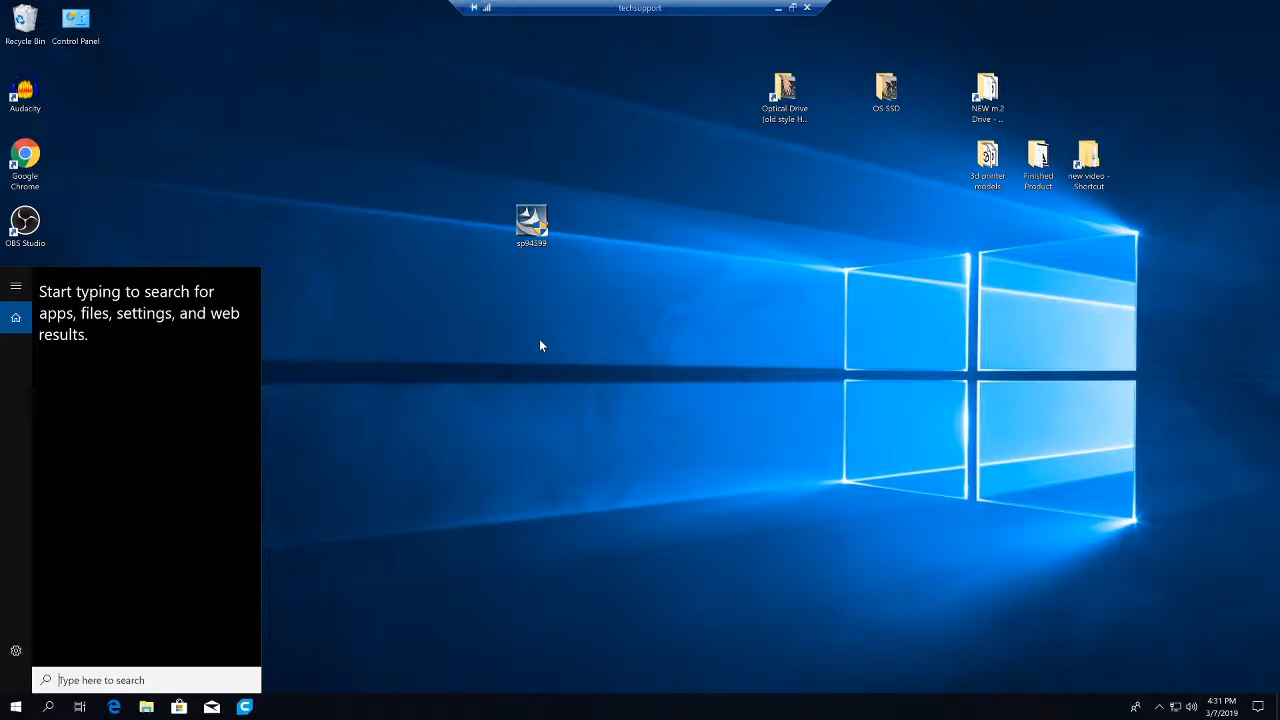 techsupport
Recycle Bin
Control Panel
Audacity
Google
Chrome
OBS Studio
Optical Drive
(old style H...
OS SSD
NEW m.2
Drive - ...
3d printer
models
Finished
Product
new video -
Shortcut
sp94599
Start typing to search for
apps, files, settings, and web
results.
Type here to search
4:31 PM
3/7/2019